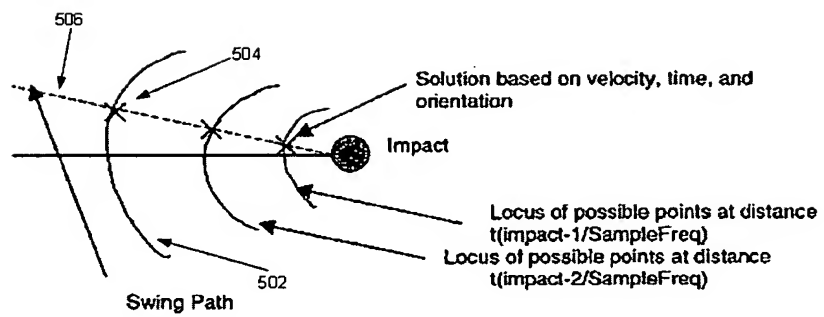 506
504
Solution based on velocity, time, and
orientation
Impact
Locus of possible points at distance
t(impact-1/SampleFreq)
Locus of possible points at distance
t(impact-2/SampleFreq)
502
Swing Path